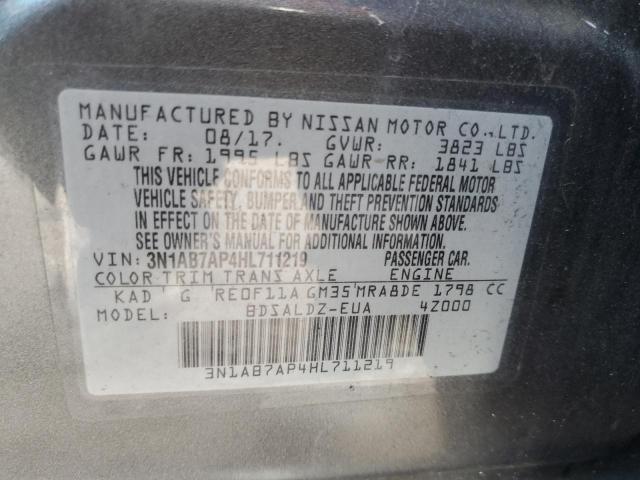 MANUFACTURED BY NISSAN MOTOR CO.,LTD.
DATE: 08/17. GVWR: 3823 LBS
GAWR FR: 1995 LBS GAWR-RR: 1841 LBS
THIS VEHICLE CONFORMS TO ALL APPLICABLE FEDERAL MOTOR
VEHICLE SAFETY, BUMPER AND THEFT PREVENTION STANDARDS
IN EFFECT ON THE DATE OF MANUFACTURE SHOWN ABOVE.
SEE OWNER'S MANUAL FOR MORE INFORMATION
VIN: 3N1AB7AP4HL711219 PASSENGER CAR.
COLOR TRIM TRANS AXLE ENGINE
KAD G RE0F11A GM35 MRA8DE 1798 CC
MODEL: BDSALDZ-EUA 4Z000
3N1AB7AP4HL711219